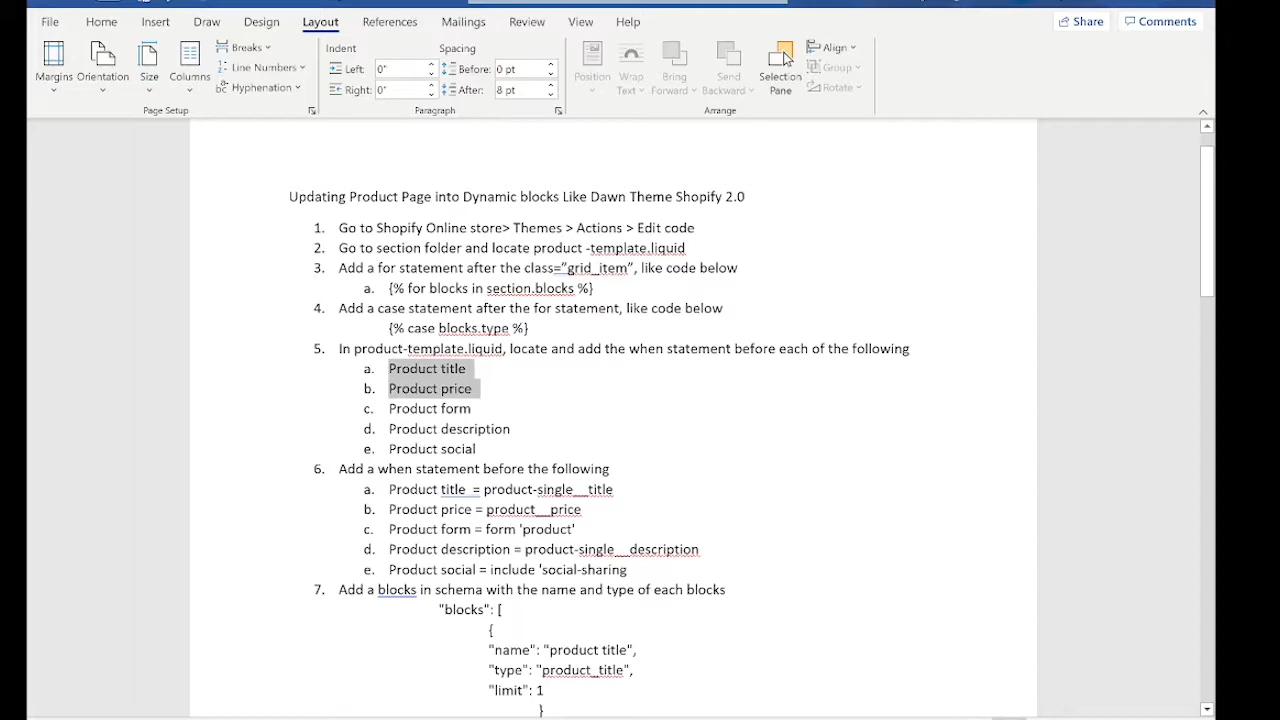 File Home Insert Draw Design Layout References Mailings Review View Help Share Comments
Margins Orientation Size Columns
Breaks
Line Numbers
Hyphenation
Page Setup
Indent Spacing
Left: 0" Before: 0 pt
Right: 0" After: 8 pt
Paragraph
Position Wrap Text Bring Forward Send Backward Selection Pane
Align
Group
Rotate
Arrange
Updating Product Page into Dynamic blocks Like Dawn Theme Shopify 2.0
1. Go to Shopify Online store> Themes > Actions > Edit code
2. Go to section folder and locate product -template.liquid
3. Add a for statement after the class="grid_item", like code below
a. {% for blocks in section.blocks %}
4. Add a case statement after the for statement, like code below
{% case blocks.type %}
5. In product-template.liquid, locate and add the when statement before each of the following
a. Product title
b. Product price
c. Product form
d. Product description
e. Product social
6. Add a when statement before the following
a. Product title = product-single__title
b. Product price = product__price
c. Product form = form 'product'
d. Product description = product-single__description
e. Product social = include 'social-sharing
7. Add a blocks in schema with the name and type of each blocks
"blocks": [
{
"name": "product title",
"type": "product_title",
"limit": 1
}